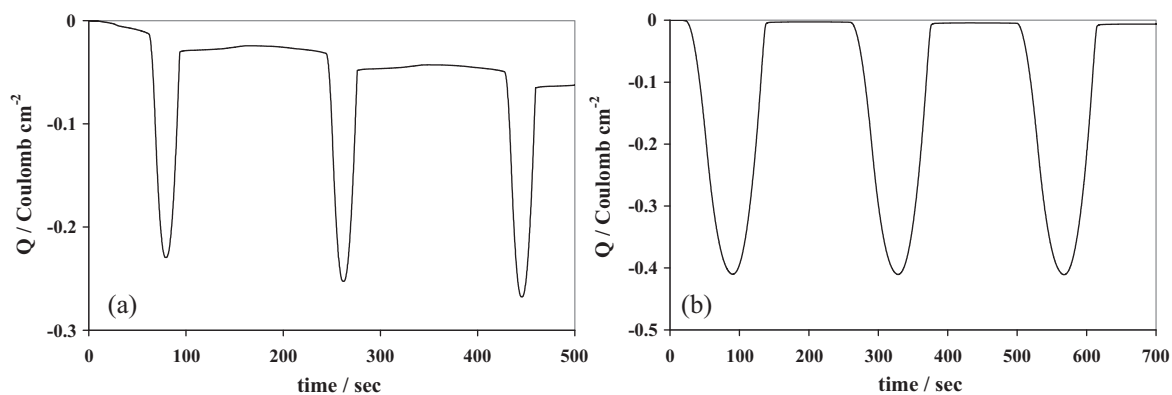 0
-0.1
-0.2
-0.3
Q / Coulomb cm⁻²
(a)
0 100 200 300 400 500
time / sec
0
-0.1
-0.2
-0.3
-0.4
-0.5
Q / Coulomb cm⁻²
(b)
0 100 200 300 400 500 600 700
time / sec